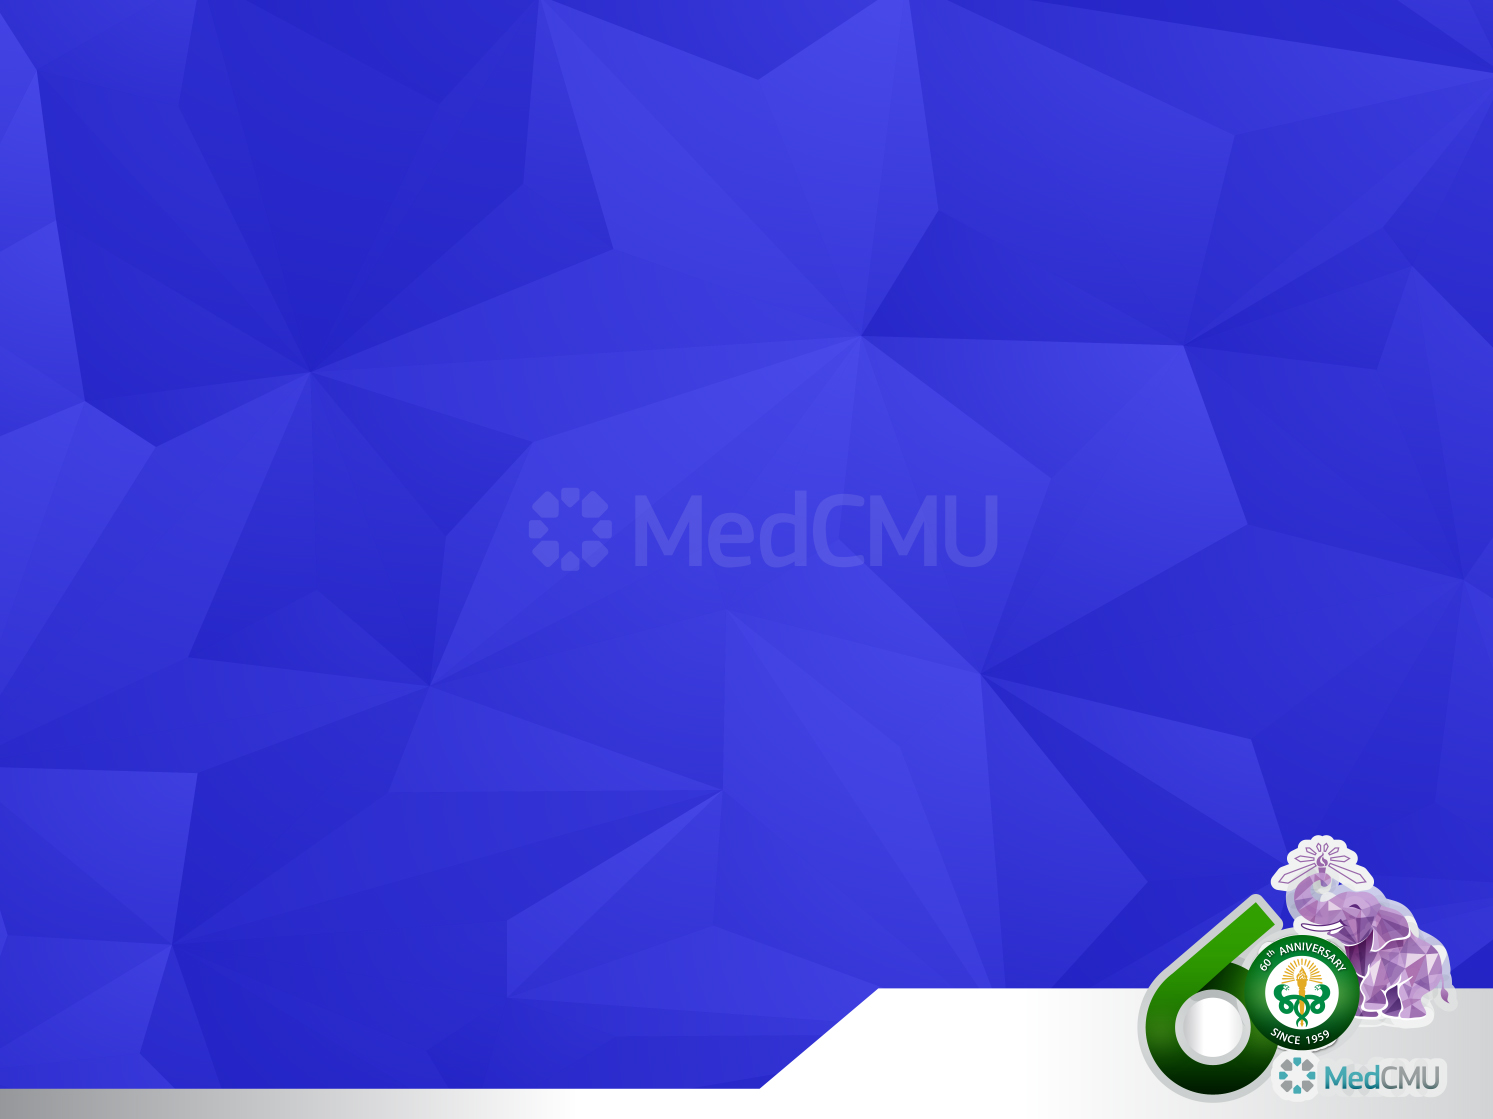 MedCMU
60th ANNIVERSARY
SINCE 1959
MedCMU